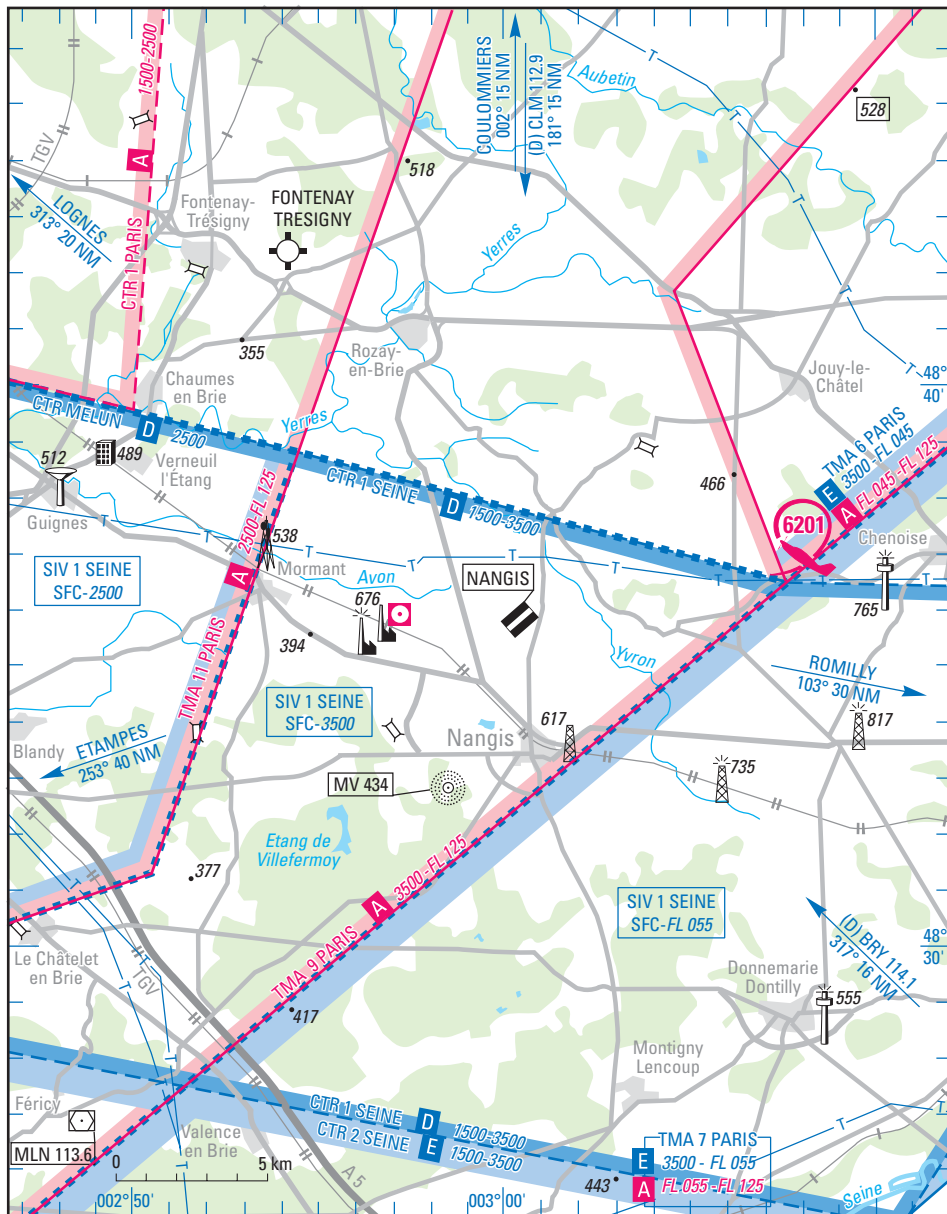 1500-2500
A
TGV
LOGNES
313° 20 NM
CTR 1 PARIS
Fontenay-
Trésigny
FONTENAY
TRESIGNY
518
COULOMMIERS
002° 15 NM
(D) CLM 112.9
181° 15 NM
Aubetin
528
T
T
Yerres
T
T
355
Rozay-
en-Brie
Jouy-le-
Châtel
T
48°
40'
Chaumes
en Brie
CTR MELUN
D
2500
Yerres
512
489
Verneuil
l'Étang
Guignes
CTR 1 SEINE
D
1500-3500
466
TMA 6 PARIS
E
3500 - FL 045
A
FL 045 - FL 125
6201
Chenoise
T
2500-FL 125
538
T
T
T
T
T
Mormant
Avon
A
SIV 1 SEINE
SFC-2500
NANGIS
676
765
394
Yvron
TMA 11 PARIS
ROMILLY
103° 30 NM
SIV 1 SEINE
SFC-3500
617
817
Blandy
Nangis
ETAMPES
253° 40 NM
735
MV 434
Etang de
Villefermoy
T
T
377
A
3500 - FL 125
SIV 1 SEINE
SFC-FL 055
(D) BRY 114.1
317° 16 NM
48°
30'
Le Châtelet
en Brie
TMA 9 PARIS
TGV
Donnemarie
Dontilly
T
T
417
555
Montigny
Lencoup
T
T
Féricy
CTR 1 SEINE
D
1500-3500
CTR 2 SEINE
E
1500-3500
MLN 113.6
Valence
en Brie
T
TMA 7 PARIS
E
3500 - FL 055
A
FL 055 - FL 125
T
T
0
5 km
A 5
443
Seine
002° 50'
003° 00'